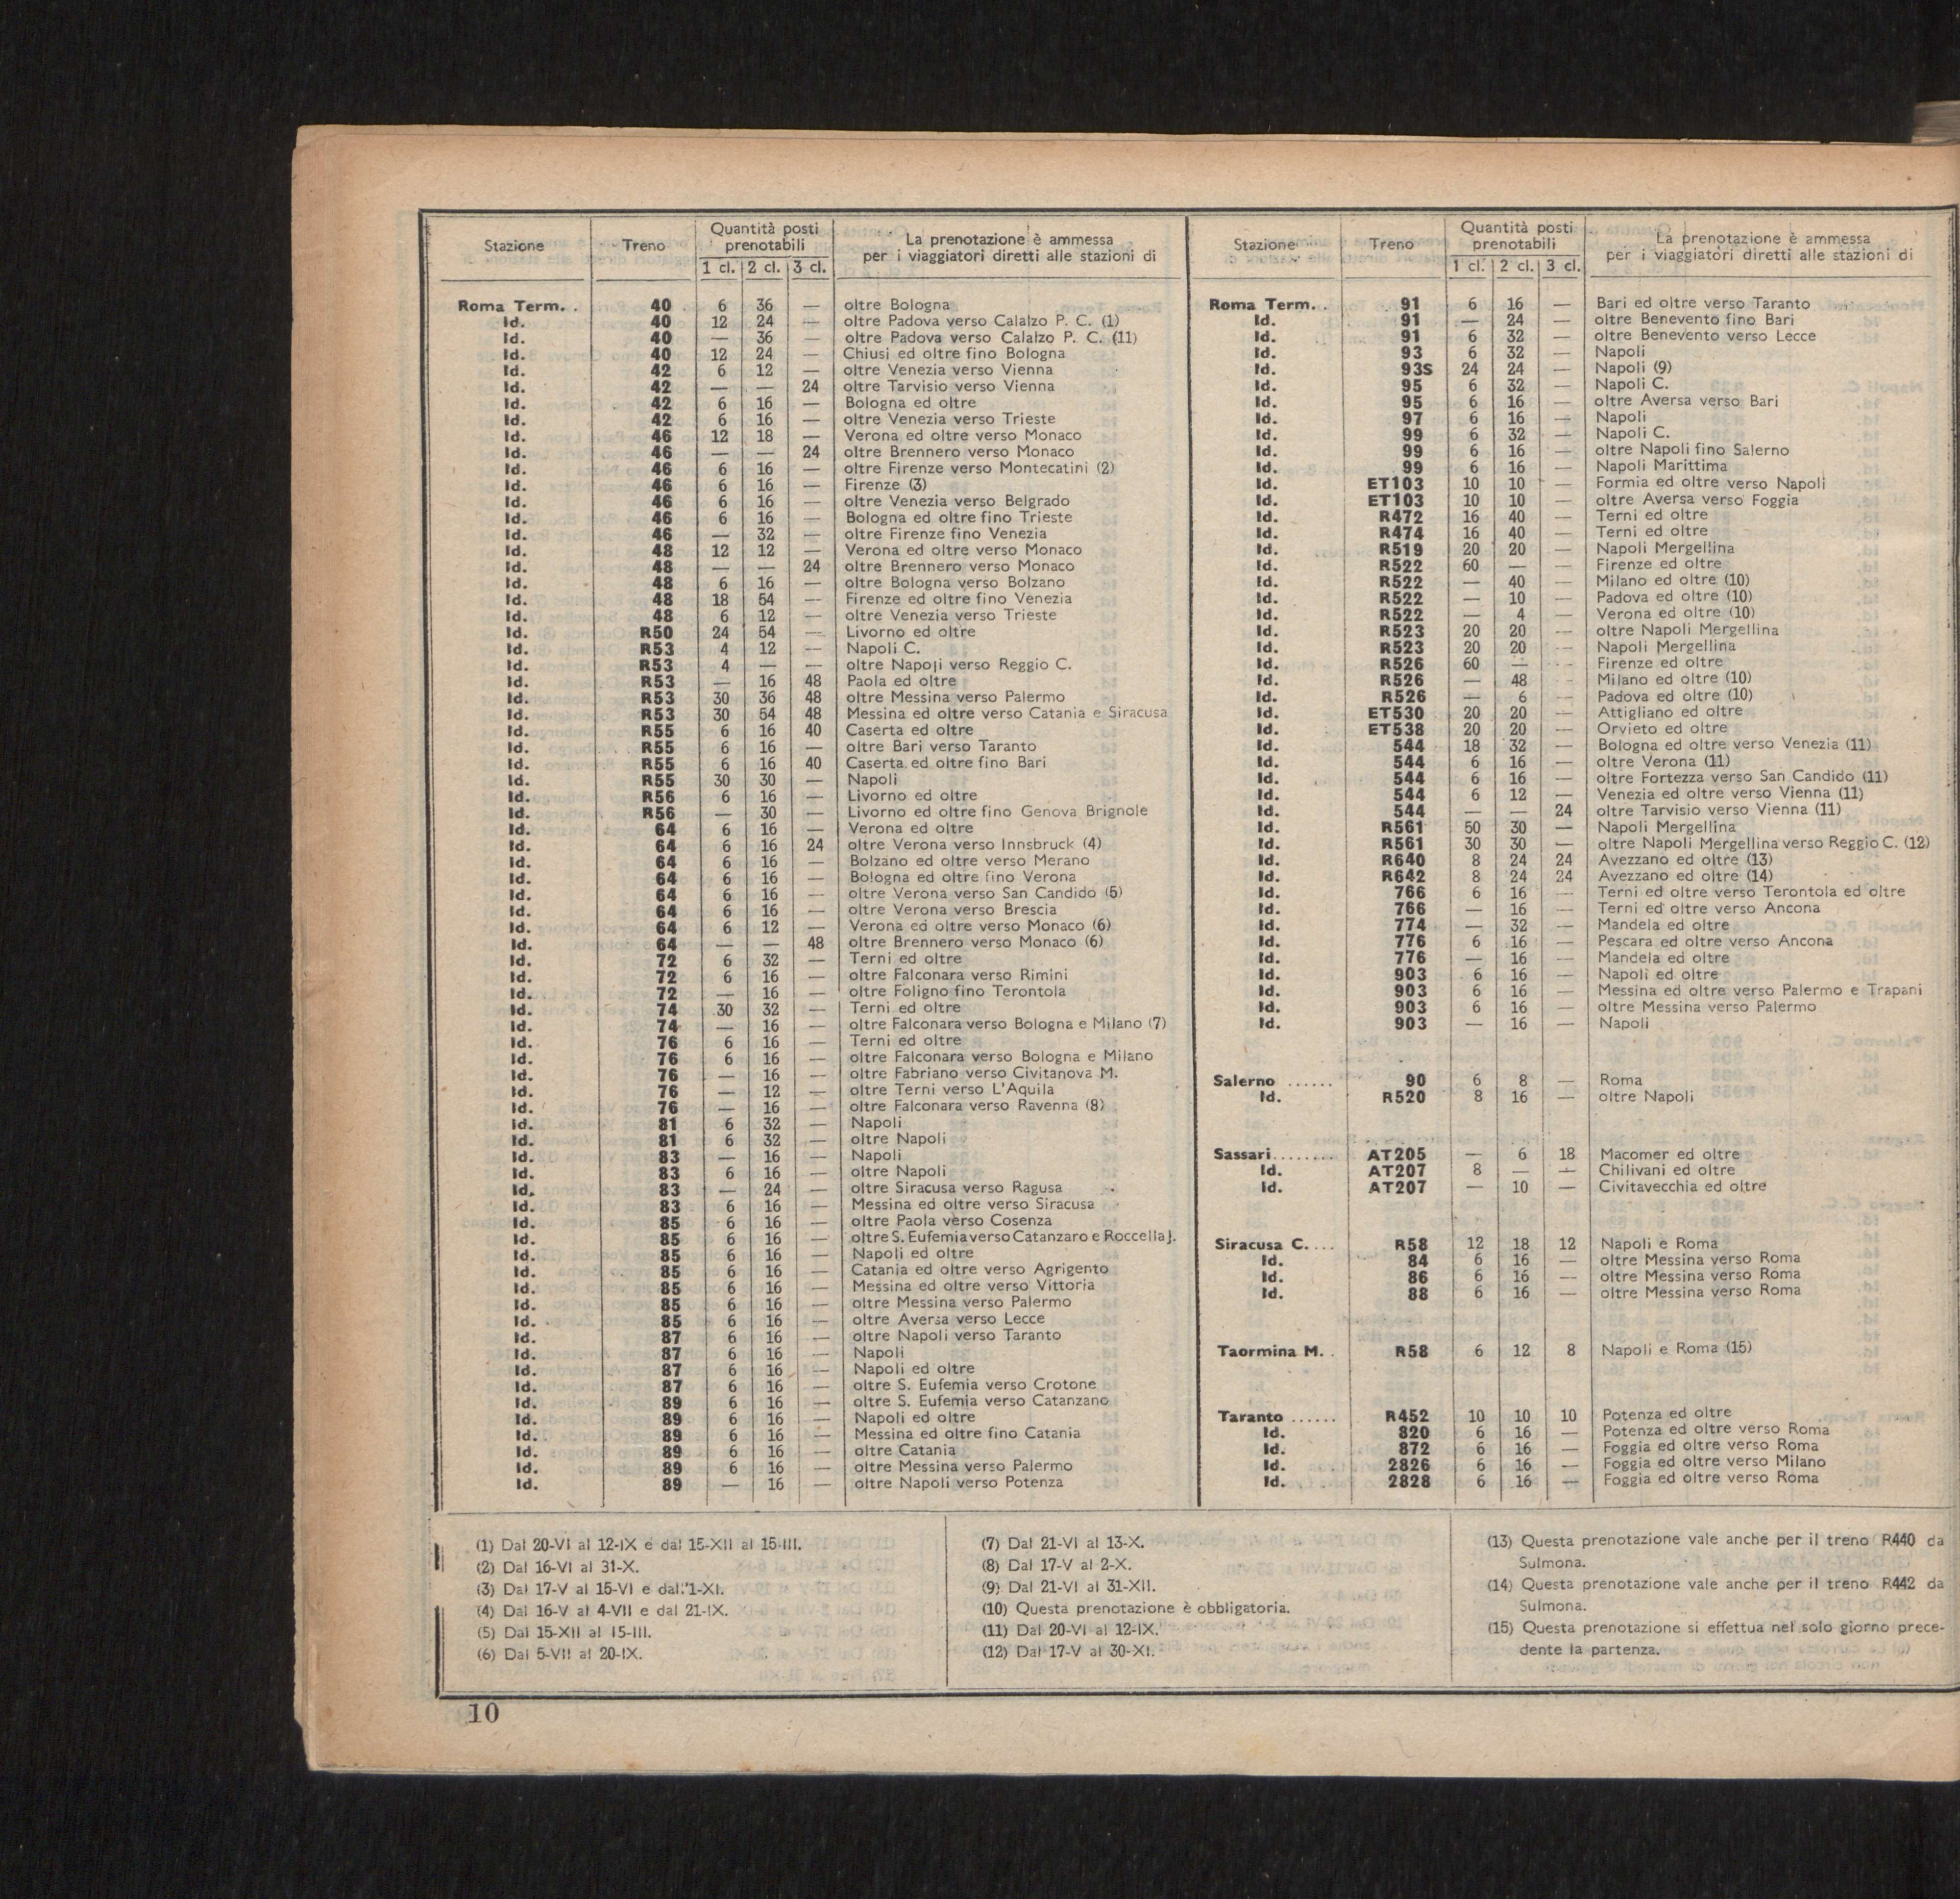 Stazione Treno Quantità posti prenotabili La prenotazione è ammessa
per i viaggiatori diretti alle stazioni di
1 cl. 2 cl. 3 cl.
Roma Term. . 40 6 36 — oltre Bologna
Id. 40 12 24 — oltre Padova verso Calalzo P. C. (1)
Id. 40 — 36 — oltre Padova verso Calalzo P. C. (11)
Id. 40 12 24 — Chiusi ed oltre fino Bologna
Id. 42 6 12 — oltre Venezia verso Vienna
Id. 42 — — 24 oltre Tarvisio verso Vienna
Id. 42 6 16 — Bologna ed oltre
Id. 42 6 16 — oltre Venezia verso Trieste
Id. 46 12 18 — Verona ed oltre verso Monaco
Id. 46 — — 24 oltre Brennero verso Monaco
Id. 46 6 16 — oltre Firenze verso Montecatini (2)
Id. 46 6 16 — Firenze (3)
Id. 46 6 16 — oltre Venezia verso Belgrado
Id. 46 6 16 — Bologna ed oltre fino Trieste
Id. 46 — 32 — oltre Firenze fino Venezia
Id. 48 12 12 — Verona ed oltre verso Monaco
Id. 48 — — 24 oltre Brennero verso Monaco
Id. 48 6 16 — oltre Bologna verso Bolzano
Id. 48 18 54 — Firenze ed oltre fino Venezia
Id. 48 6 12 — oltre Venezia verso Trieste
Id. R50 24 54 — Livorno ed oltre
Id. R53 4 12 — Napoli C.
Id. R53 4 — — oltre Napoli verso Reggio C.
Id. R53 — 16 48 Paola ed oltre
Id. R53 30 36 48 oltre Messina verso Palermo
Id. R53 30 54 48 Messina ed oltre verso Catania e Siracusa
Id. R55 6 16 40 Caserta ed oltre
Id. R55 6 16 — oltre Bari verso Taranto
Id. R55 6 16 40 Caserta ed oltre fino Bari
Id. R55 30 30 — Napoli
Id. R56 6 16 — Livorno ed oltre
Id. R56 — 30 — Livorno ed oltre fino Genova Brignole
Id. 64 6 16 — Verona ed oltre
Id. 64 6 16 24 oltre Verona verso Innsbruck (4)
Id. 64 6 16 — Bolzano ed oltre verso Merano
Id. 64 6 16 — Bologna ed oltre fino Verona
Id. 64 6 16 — oltre Verona verso San Candido (5)
Id. 64 6 16 — oltre Verona verso Brescia
Id. 64 6 12 — Verona ed oltre verso Monaco (6)
Id. 64 — — 48 oltre Brennero verso Monaco (6)
Id. 72 6 32 — Terni ed oltre
Id. 72 6 16 — oltre Falconara verso Rimini
Id. 72 — 16 — oltre Foligno fino Terontola
Id. 74 30 32 — Terni ed oltre
Id. 74 — 16 — oltre Falconara verso Bologna e Milano (7)
Id. 76 6 16 — Terni ed oltre
Id. 76 6 16 — oltre Falconara verso Bologna e Milano
Id. 76 — 16 — oltre Fabriano verso Civitanova M.
Id. 76 — 12 — oltre Terni verso L'Aquila
Id. 76 — 16 — oltre Falconara verso Ravenna (8)
Id. 81 6 32 — Napoli
Id. 81 6 32 — oltre Napoli
Id. 83 — 16 — Napoli
Id. 83 6 16 — oltre Napoli
Id. 83 — 24 — oltre Siracusa verso Ragusa
Id. 83 6 16 — Messina ed oltre verso Siracusa
Id. 85 6 16 — oltre Paola verso Cosenza
Id. 85 6 16 — oltre S. Eufemia verso Catanzaro e Roccella J.
Id. 85 6 16 — Napoli ed oltre
Id. 85 6 16 — Catania ed oltre verso Agrigento
Id. 85 6 16 — Messina ed oltre verso Vittoria
Id. 85 6 16 — oltre Messina verso Palermo
Id. 85 6 16 — oltre Aversa verso Lecce
Id. 87 6 16 — oltre Napoli verso Taranto
Id. 87 6 16 — Napoli
Id. 87 6 16 — Napoli ed oltre
Id. 87 6 16 — oltre S. Eufemia verso Crotone
Id. 89 6 16 — oltre S. Eufemia verso Catanzano
Id. 89 6 16 — Napoli ed oltre
Id. 89 6 16 — Messina ed oltre fino Catania
Id. 89 6 16 — oltre Catania
Id. 89 6 16 — oltre Messina verso Palermo
Id. 89 — 16 — oltre Napoli verso Potenza
Stazione Treno Quantità posti prenotabili La prenotazione è ammessa
per i viaggiatori diretti alle stazioni di
1 cl. 2 cl. 3 cl.
Roma Term. . 91 6 16 — Bari ed oltre verso Taranto
Id. 91 — 24 — oltre Benevento fino Bari
Id. 91 6 32 — oltre Benevento verso Lecce
Id. 93 6 32 — Napoli
Id. 93S 24 24 — Napoli (9)
Id. 95 6 32 — Napoli C.
Id. 95 6 16 — oltre Aversa verso Bari
Id. 97 6 16 — Napoli
Id. 99 6 32 — Napoli C.
Id. 99 6 16 — oltre Napoli fino Salerno
Id. 99 6 16 — Napoli Marittima
Id. ET103 10 10 — Formia ed oltre verso Napoli
Id. ET103 10 10 — oltre Aversa verso Foggia
Id. R472 16 40 — Terni ed oltre
Id. R474 16 40 — Terni ed oltre
Id. R519 20 20 — Napoli Mergellina
Id. R522 60 — — Firenze ed oltre
Id. R522 — 40 — Milano ed oltre (10)
Id. R522 — 10 — Padova ed oltre (10)
Id. R522 — 4 — Verona ed oltre (10)
Id. R523 20 20 — oltre Napoli Mergellina
Id. R523 20 20 — Napoli Mergellina
Id. R526 60 — — Firenze ed oltre
Id. R526 — 48 — Milano ed oltre (10)
Id. R526 — 6 — Padova ed oltre (10)
Id. ET530 20 20 — Attigliano ed oltre
Id. ET538 20 20 — Orvieto ed oltre
Id. 544 18 32 — Bologna ed oltre verso Venezia (11)
Id. 544 6 16 — oltre Verona (11)
Id. 544 6 16 — oltre Fortezza verso San Candido (11)
Id. 544 6 12 — Venezia ed oltre verso Vienna (11)
Id. 544 — — 24 oltre Tarvisio verso Vienna (11)
Id. R561 50 30 — Napoli Mergellina
Id. R561 30 30 — oltre Napoli Mergellina verso Reggio C. (12)
Id. R640 8 24 24 Avezzano ed oltre (13)
Id. R642 8 24 24 Avezzano ed oltre (14)
Id. 766 6 16 — Terni ed oltre verso Terontola ed oltre
Id. 766 — 16 — Terni ed oltre verso Ancona
Id. 774 — 32 — Mandela ed oltre
Id. 776 6 16 — Pescara ed oltre verso Ancona
Id. 776 — 16 — Mandela ed oltre
Id. 903 6 16 — Napoli ed oltre
Id. 903 6 16 — Messina ed oltre verso Palermo e Trapani
Id. 903 6 16 — oltre Messina verso Palermo
Id. 903 — 16 — Napoli
Salerno ...... 90 6 8 — Roma
Id. R520 8 16 — oltre Napoli
Sassari........ AT205 — 6 18 Macomer ed oltre
Id. AT207 8 — — Chilivani ed oltre
Id. AT207 — 10 — Civitavecchia ed oltre
Siracusa C.... R58 12 18 12 Napoli e Roma
Id. 84 6 16 — oltre Messina verso Roma
Id. 86 6 16 — oltre Messina verso Roma
Id. 88 6 16 — oltre Messina verso Roma
Taormina M. . R58 6 12 8 Napoli e Roma (15)
Taranto ...... R452 10 10 10 Potenza ed oltre
Id. 820 6 16 — Potenza ed oltre verso Roma
Id. 872 6 16 — Foggia ed oltre verso Roma
Id. 2826 6 16 — Foggia ed oltre verso Milano
Id. 2828 6 16 — Foggia ed oltre verso Roma
(1) Dal 20-VI al 12-IX e dal 15-XII al 15-III.
(2) Dal 16-VI al 31-X.
(3) Dal 17-V al 15-VI e dall'1-XI.
(4) Dal 16-V al 4-VII e dal 21-IX.
(5) Dal 15-XII al 15-III.
(6) Dal 5-VII al 20-IX.
(7) Dal 21-VI al 13-X.
(8) Dal 17-V al 2-X.
(9) Dal 21-VI al 31-XII.
(10) Questa prenotazione è obbligatoria.
(11) Dal 20-VI al 12-IX.
(12) Dal 17-V al 30-XI.
(13) Questa prenotazione vale anche per il treno R440 da
Sulmona.
(14) Questa prenotazione vale anche per il treno R442 da
Sulmona.
(15) Questa prenotazione si effettua nel solo giorno prece-
dente la partenza.
10